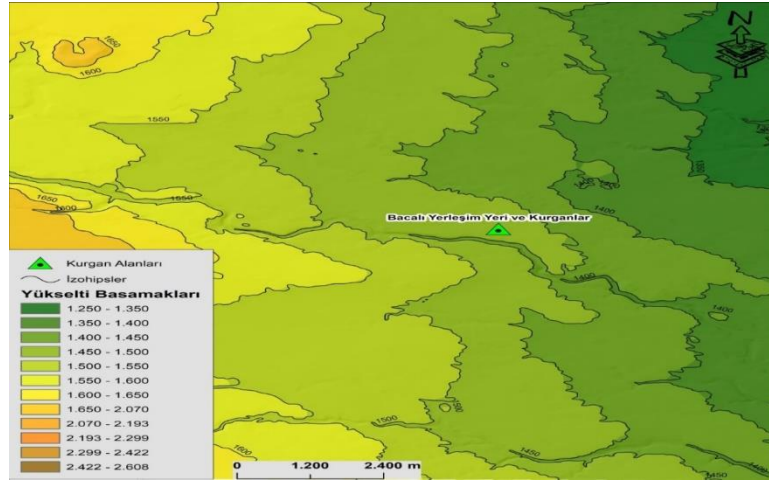 N
1650
1600
1550
1350
1650
1600
1400
Bacalı Yerleşim Yeri ve Kurganlar
1400
1400
1500
1500
1450
1600
1450
Kurgan Alanları
İzohipsler
Yükselti Basamakları
1.250 - 1.350
1.350 - 1.400
1.400 - 1.450
1.450 - 1.500
1.500 - 1.550
1.550 - 1.600
1.600 - 1.650
1.650 - 2.070
2.070 - 2.193
2.193 - 2.299
2.299 - 2.422
2.422 - 2.608
0 1.200 2.400 m